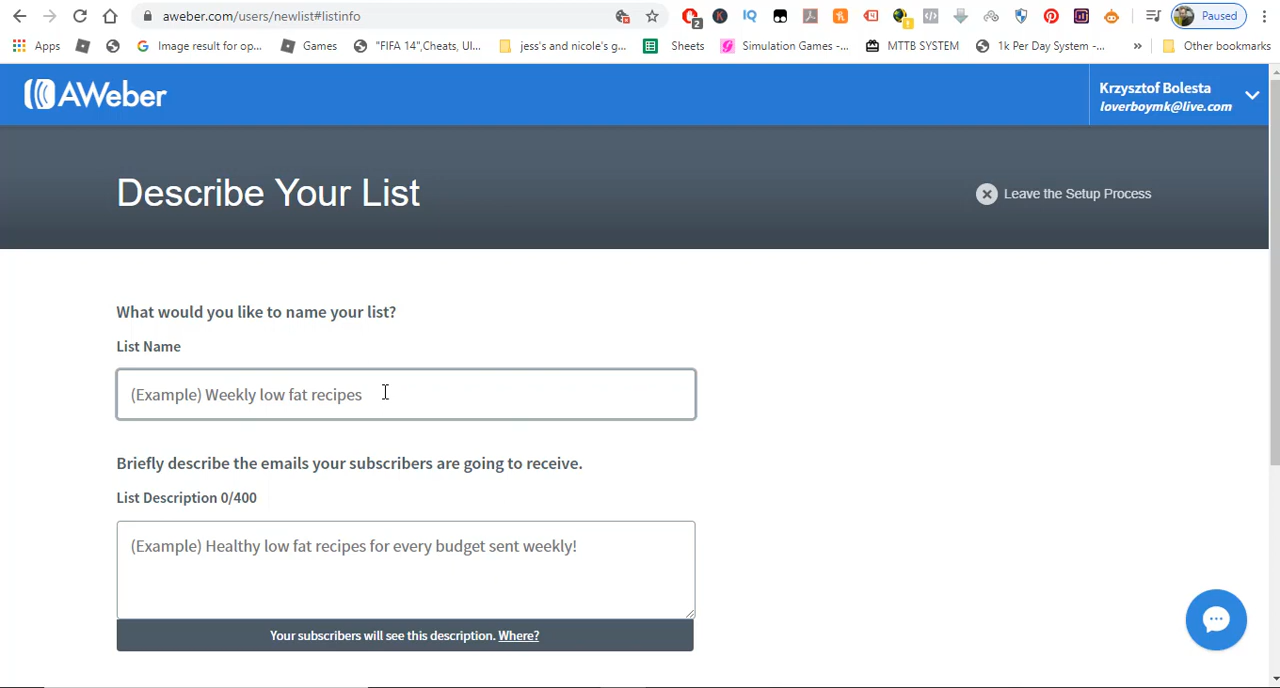 aweber.com/users/newlist#listinfo
2
IQ
1
Paused
Apps
Image result for op...
Games
"FIFA 14",Cheats, Ul...
jess's and nicole's g...
Sheets
Simulation Games -...
MTTB SYSTEM
1k Per Day System -...
»
Other bookmarks
AWeber
Krzysztof Bolesta
loverboymk@live.com
Describe Your List
Leave the Setup Process
What would you like to name your list?
List Name
(Example) Weekly low fat recipes
Briefly describe the emails your subscribers are going to receive.
List Description 0/400
(Example) Healthy low fat recipes for every budget sent weekly!
Your subscribers will see this description. Where?